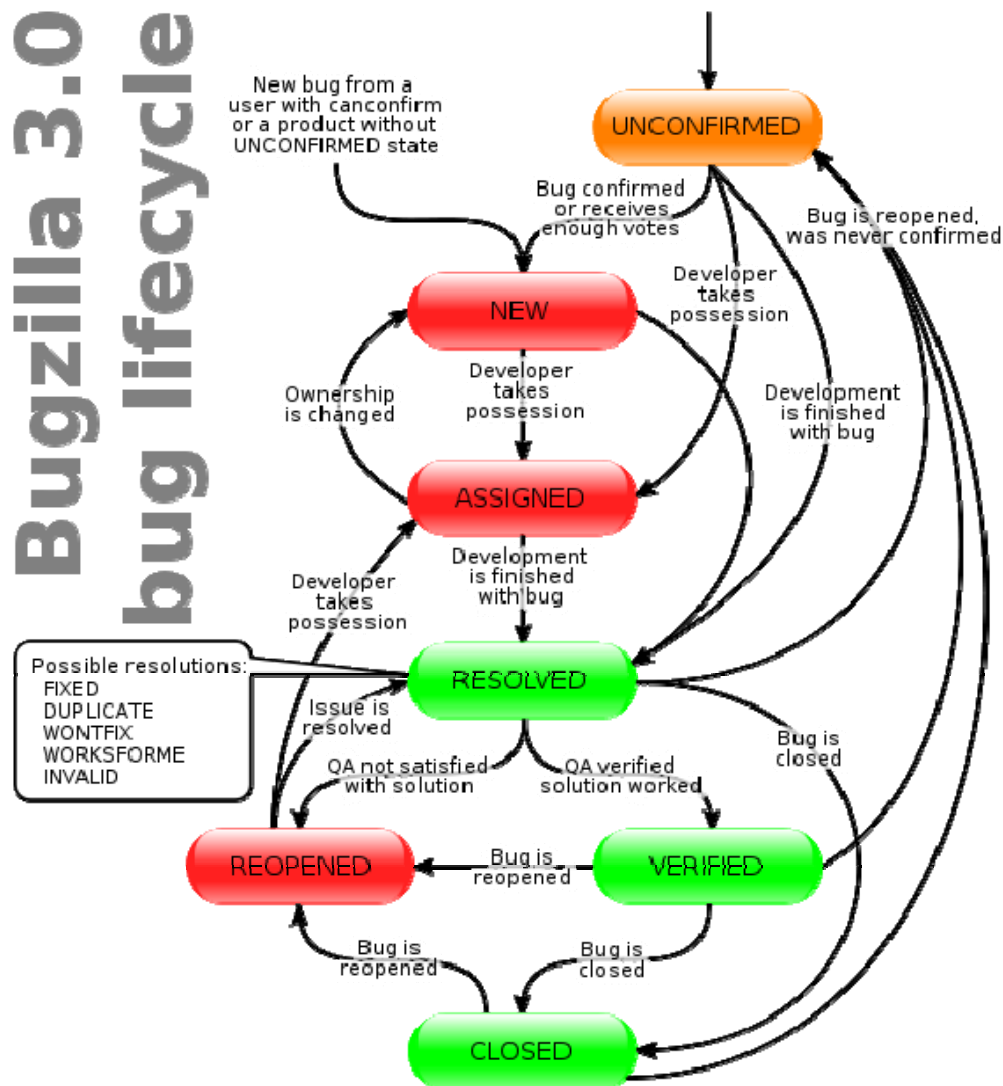 Bugzilla 3.0
bug lifecycle
New bug from a
user with canconfirm
or a product without
UNCONFIRMED state
UNCONFIRMED
Bug confirmed
or receives
enough votes
Bug is reopened,
was never confirmed
Developer
takes
possession
NEW
Ownership
is changed
Developer
takes
possession
Development
is finished
with bug
ASSIGNED
Developer
takes
possession
Development
is finished
with bug
Possible resolutions:
FIXED
DUPLICATE
WONTFIX
WORKSFORME
INVALID
RESOLVED
Issue is
resolved
Bug is
closed
QA not satisfied
with solution
QA verified
solution worked
REOPENED
Bug is
reopened
VERIFIED
Bug is
reopened
Bug is
closed
CLOSED